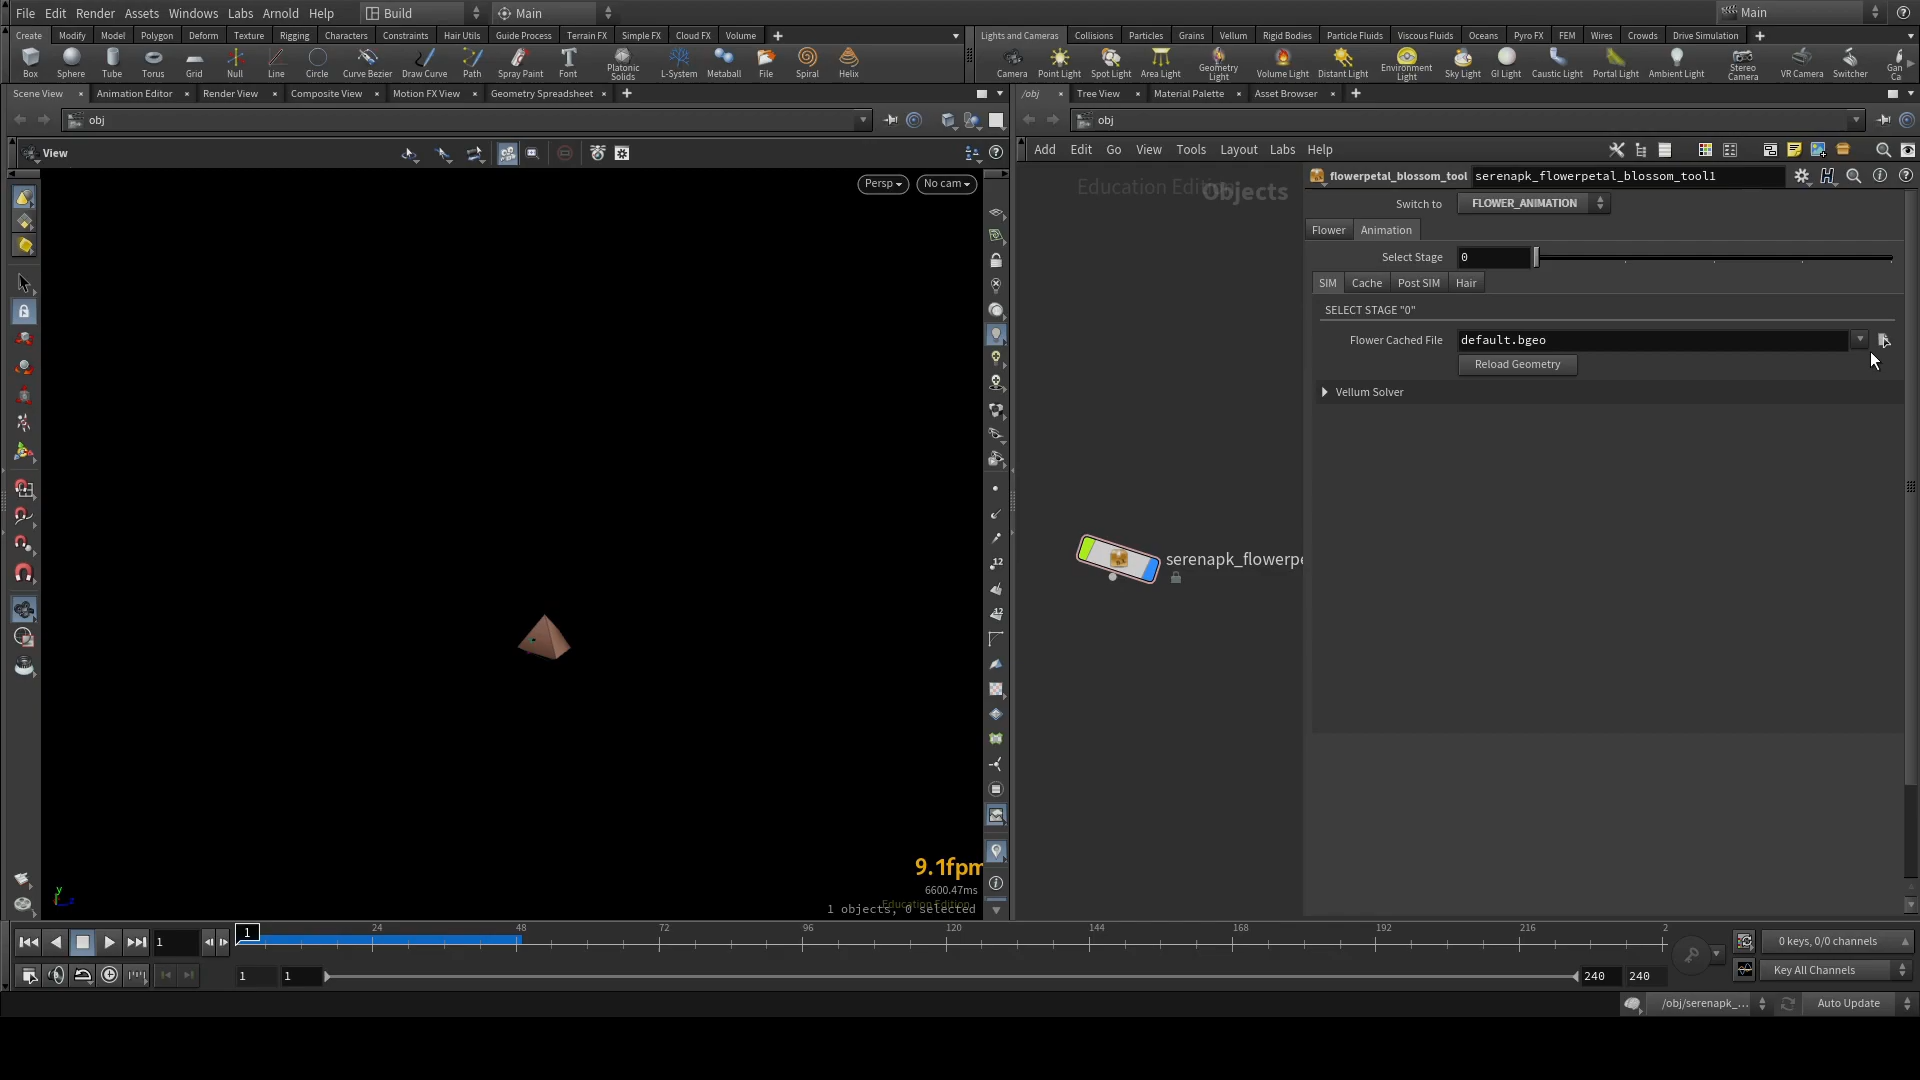 File Edit Render Assets Windows Labs Arnold Help Build Main Main
Create Modify Model Polygon Deform Texture Rigging Characters Constraints Hair Utils Guide Process Terrain FX Simple FX Cloud FX Volume
Lights and Cameras Collisions Particles Grains Vellum Rigid Bodies Particle Fluids Viscous Fluids Oceans Pyro FX FEM Wires Crowds Drive Simulation
Box Sphere Tube Torus Grid Null Line Circle Curve Bezier Draw Curve Path Spray Paint Font Platonic Solids L-System Metaball File Spiral Helix
Camera Point Light Spot Light Area Light Geometry Light Volume Light Distant Light Environment Light Sky Light GI Light Caustic Light Portal Light Ambient Light Stereo Camera VR Camera Switcher
Scene View Animation Editor Render View Composite View Motion FX View Geometry Spreadsheet
/obj Tree View Material Palette Asset Browser
obj
obj
View
Add Edit Go View Tools Layout Labs Help
Persp No cam
Education Edition
Objects
flowerpetal_blossom_tool serenapk_flowerpetal_blossom_tool1
Switch to FLOWER_ANIMATION
Flower Animation
Select Stage 0
SIM Cache Post SIM Hair
SELECT STAGE "0"
Flower Cached File default.bgeo
Reload Geometry
Vellum Solver
serenapk_flowerpe
12
12
9.1fpm
6600.47ms
Education Edition
1 objects, 0 selected
y
z
1 1 24 48 72 96 120 144 168 192 216 2
0 keys, 0/0 channels
1 1 240 240
Key All Channels
/obj/serenapk_... Auto Update